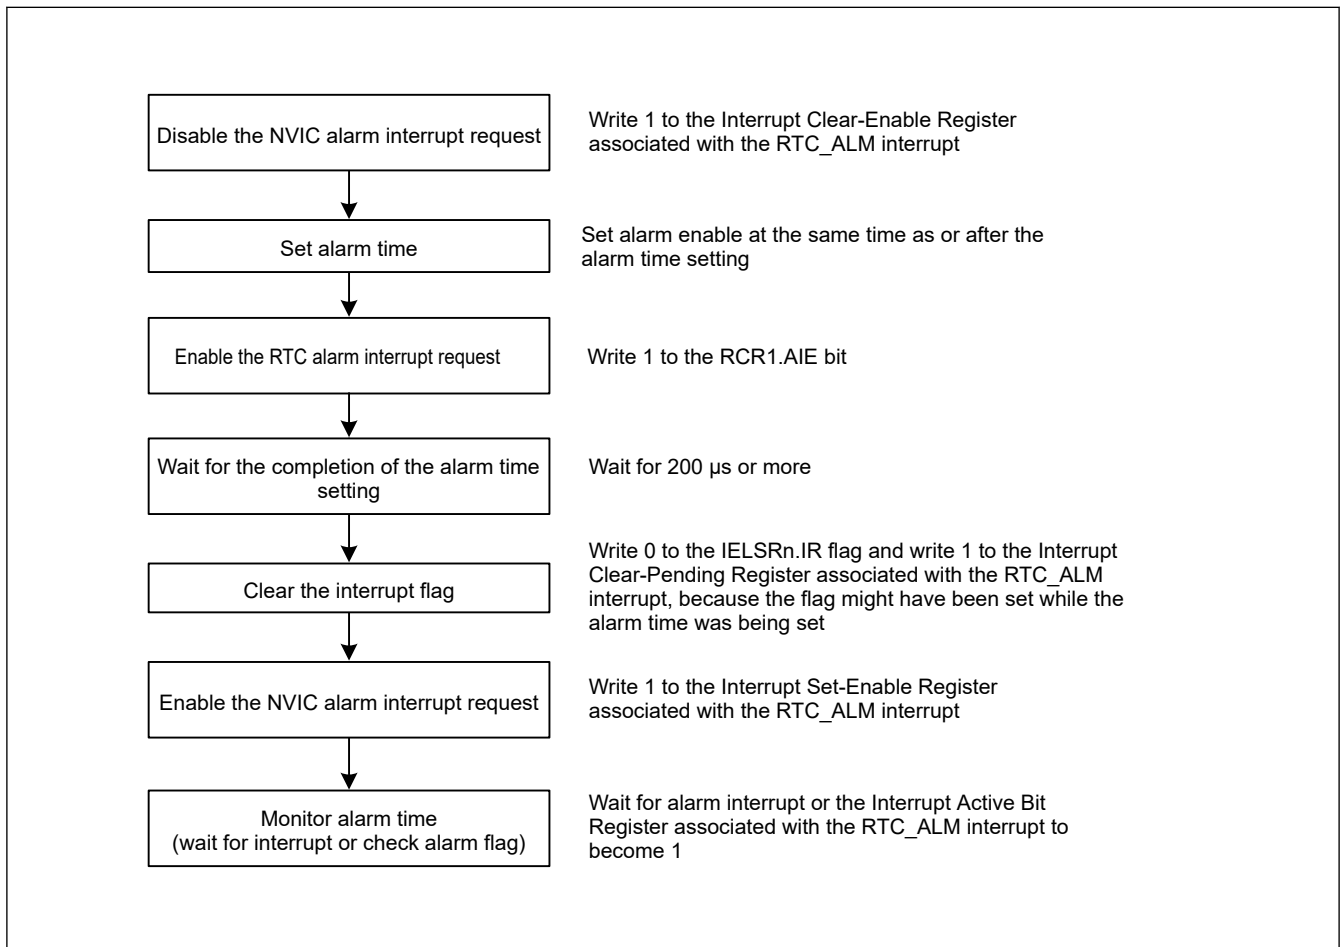 Disable the NVIC alarm interrupt request
Write 1 to the Interrupt Clear-Enable Register
associated with the RTC_ALM interrupt
Set alarm time
Set alarm enable at the same time as or after the
alarm time setting
Enable the RTC alarm interrupt request
Write 1 to the RCR1.AIE bit
Wait for the completion of the alarm time
setting
Wait for 200 µs or more
Clear the interrupt flag
Write 0 to the IELSRn.IR flag and write 1 to the Interrupt
Clear-Pending Register associated with the RTC_ALM
interrupt, because the flag might have been set while the
alarm time was being set
Enable the NVIC alarm interrupt request
Write 1 to the Interrupt Set-Enable Register
associated with the RTC_ALM interrupt
Monitor alarm time
(wait for interrupt or check alarm flag)
Wait for alarm interrupt or the Interrupt Active Bit
Register associated with the RTC_ALM interrupt to
become 1